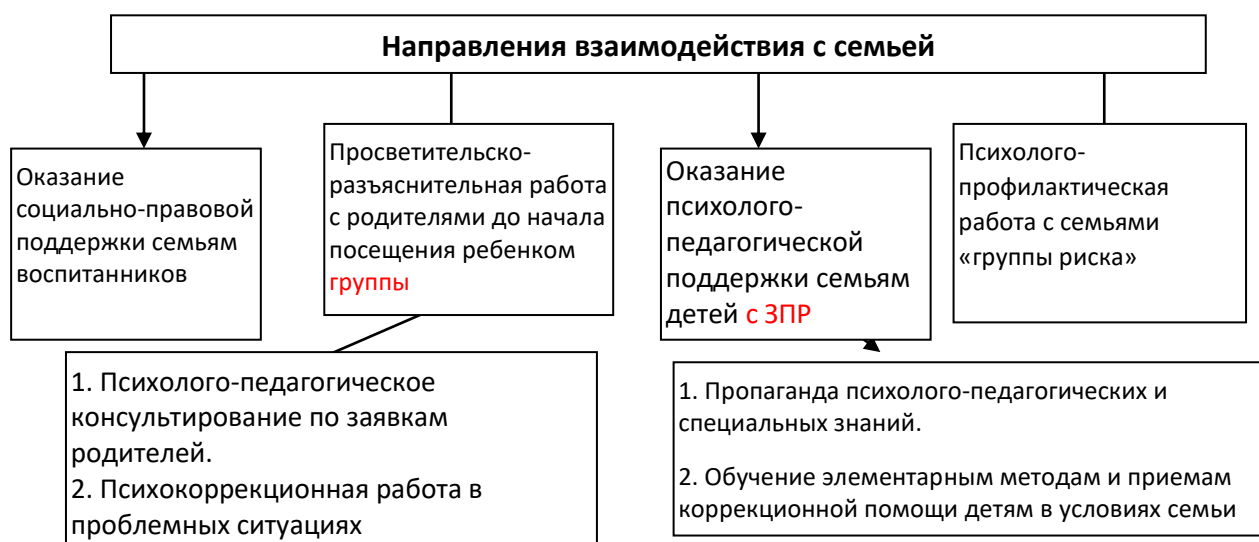 Направления взаимодействия с семьей
Оказание
социально-правовой
поддержки семьям
воспитанников
Просветительско-
разъяснительная работа
с родителями до начала
посещения ребенком
группы
Оказание
психолого-
педагогической
поддержки семьям
детей с ЗПР
Психолого-
профилактическая
работа с семьями
«группы риска»
1. Психолого-педагогическое
консультирование по заявкам
родителей.
2. Психокоррекционная работа в
проблемных ситуациях
1. Пропаганда психолого-педагогических и
специальных знаний.
2. Обучение элементарным методам и приемам
коррекционной помощи детям в условиях семьи